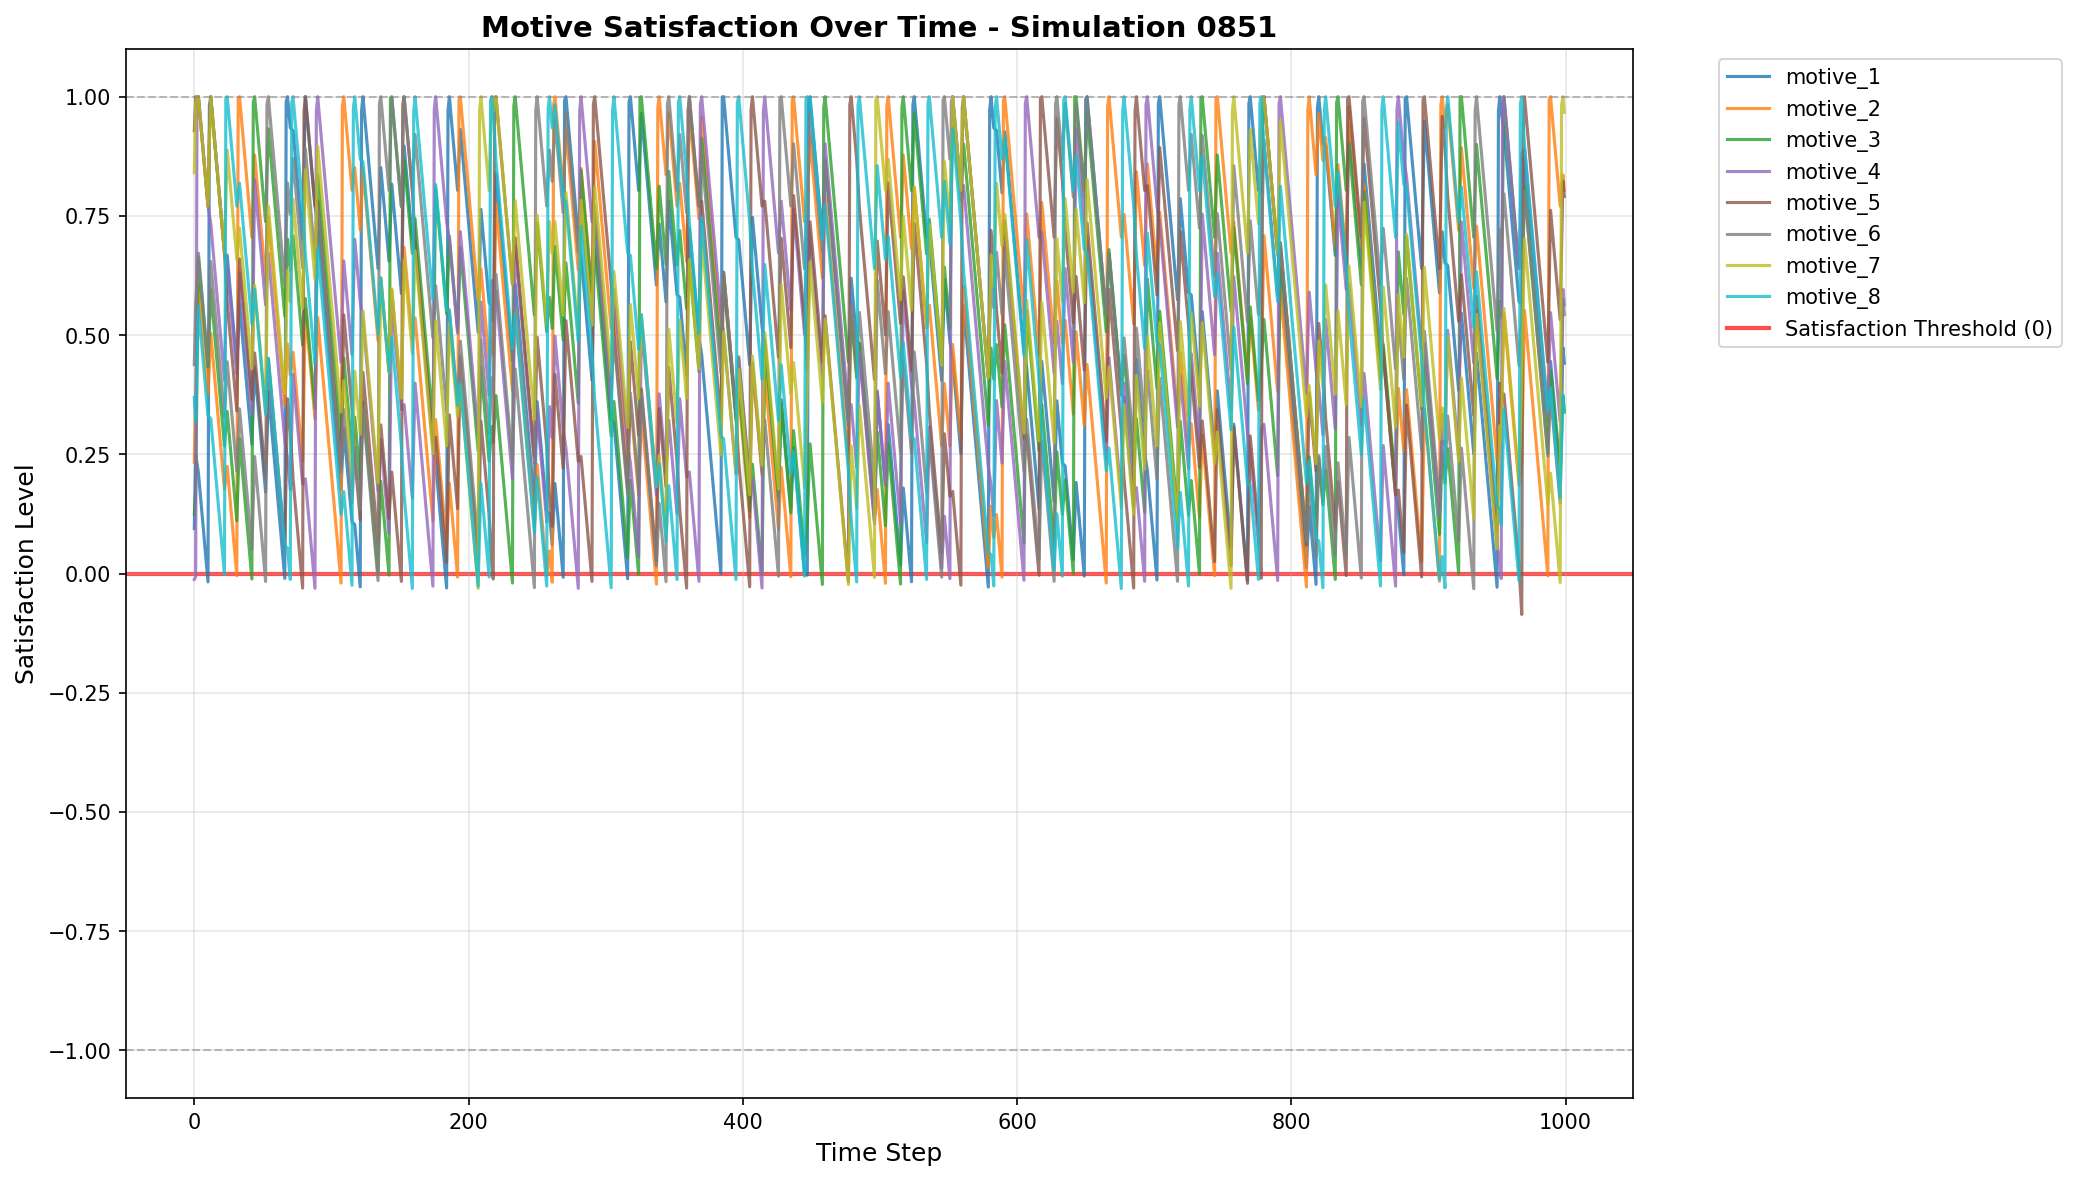 Motive Satisfaction Over Time - Simulation 0851
Satisfaction Level
1.00
0.75
0.50
0.25
0.00
−0.25
−0.50
−0.75
−1.00
0
200
400
600
800
1000
Time Step
motive_1
motive_2
motive_3
motive_4
motive_5
motive_6
motive_7
motive_8
Satisfaction Threshold (0)